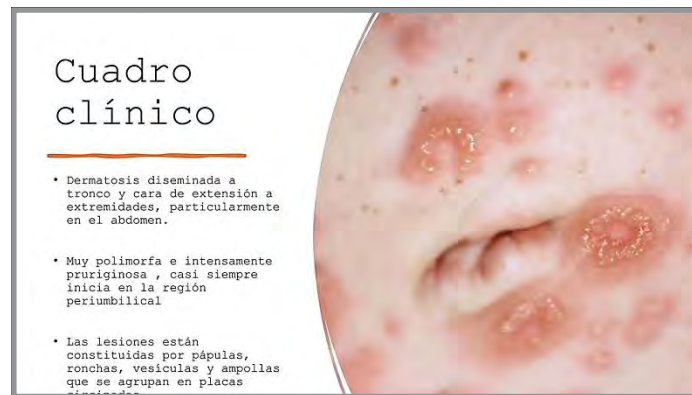 Cuadro
clínico
• Dermatosis diseminada a
tronco y cara de extensión a
extremidades, particularmente
en el abdomen.
• Muy polimorfa e intensamente
pruriginosa , casi siempre
inicia en la región
periumbilical
• Las lesiones están
constituidas por pápulas,
ronchas, vesículas y ampollas
que se agrupan en placas